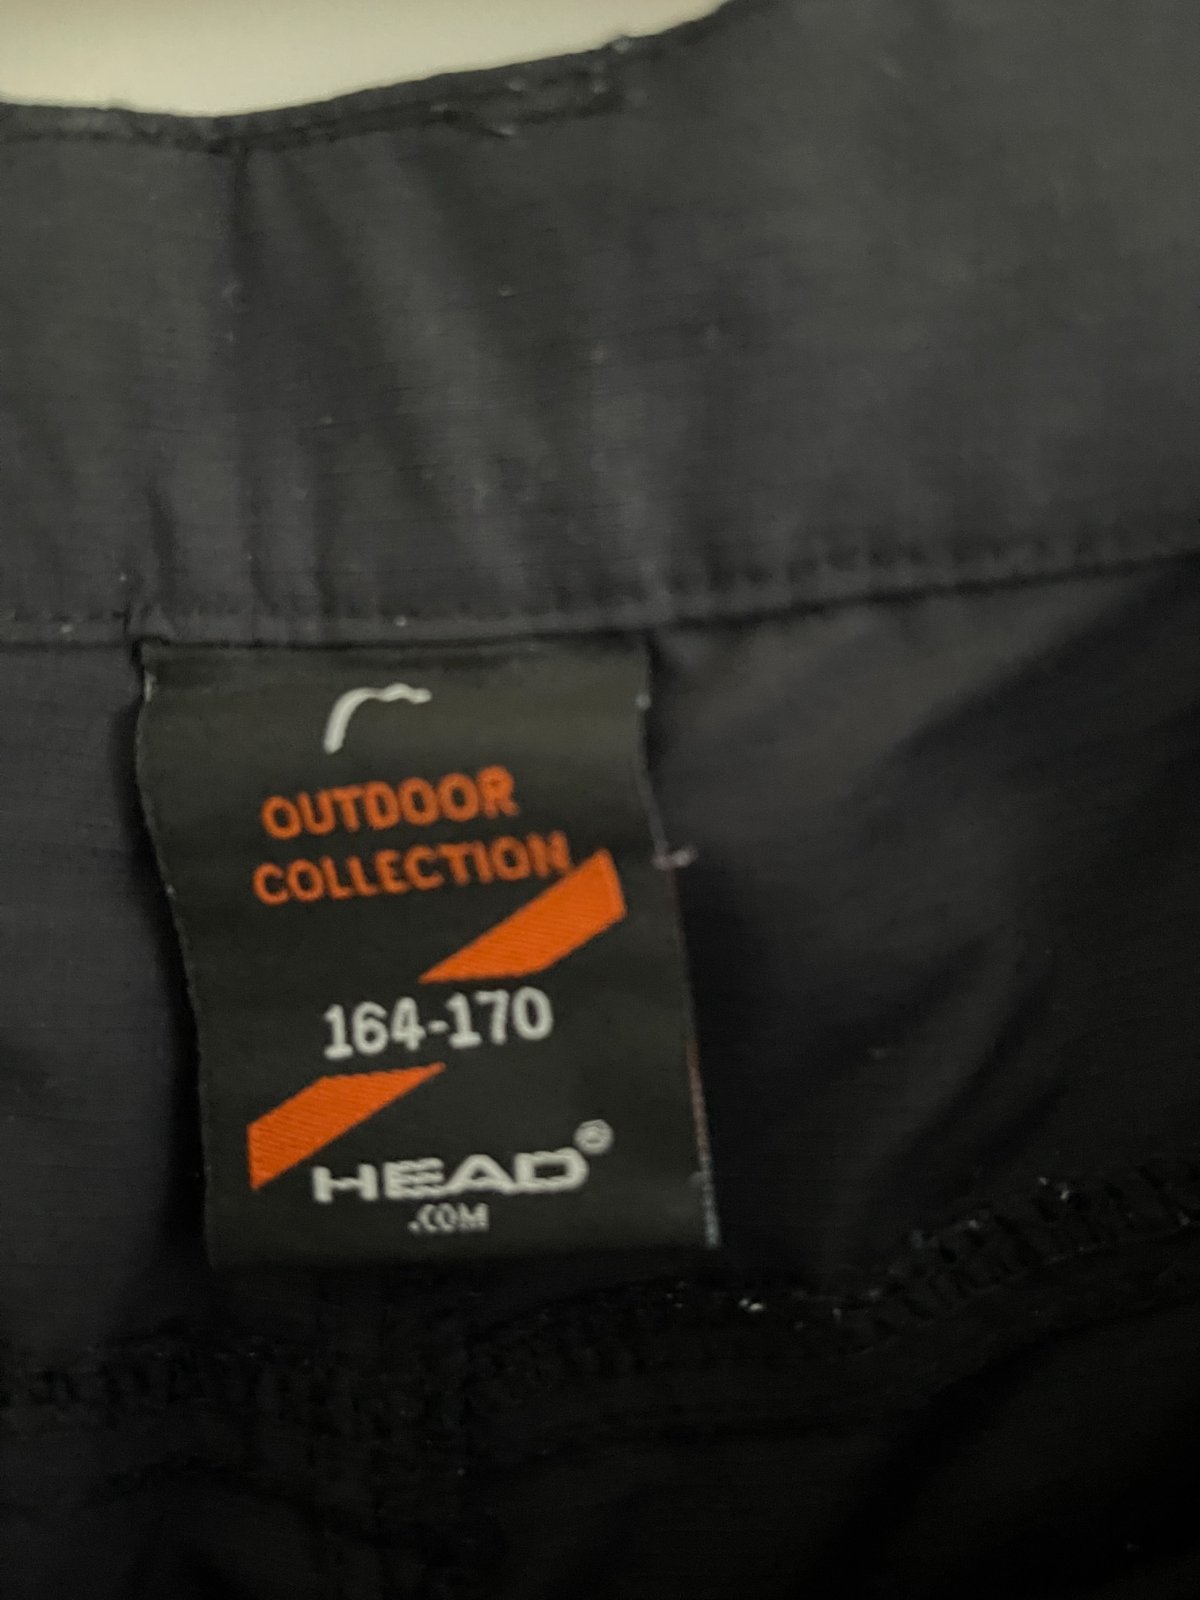 OUTDOOR
COLLECTION
164-170
HEAD®
.COM